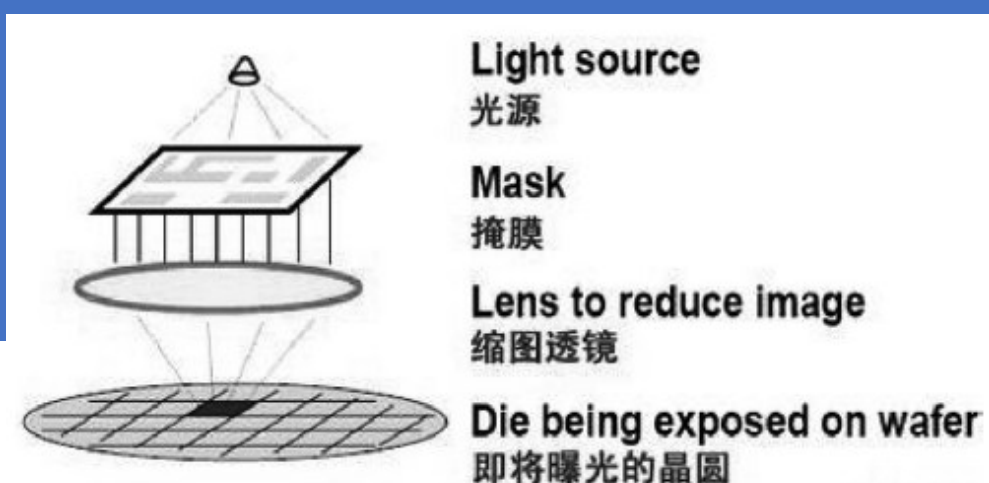 Light source
光源
Mask
掩膜
Lens to reduce image
缩图透镜
Die being exposed on wafer
即将曝光的晶圆